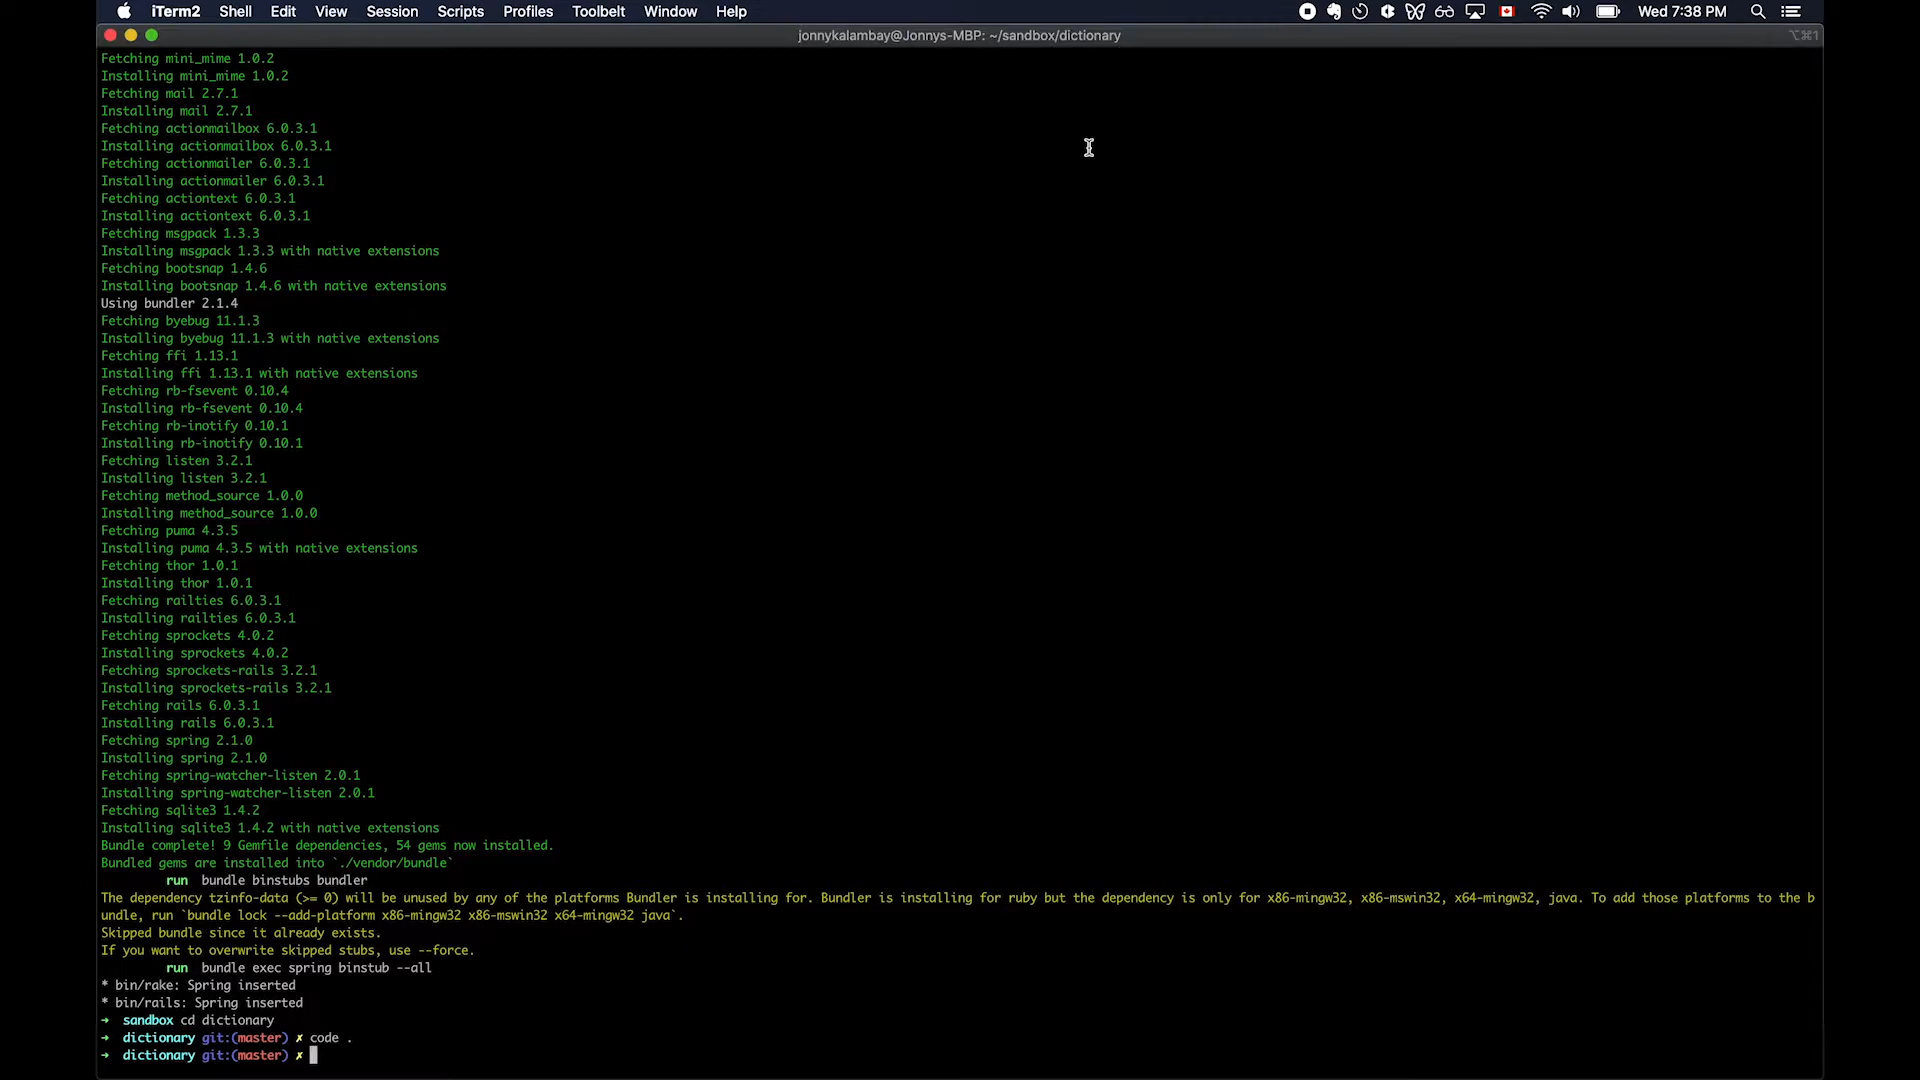 iTerm2 Shell Edit View Session Scripts Profiles Toolbelt Window Help Wed 7:38 PM
jonnykalambay@Jonnys-MBP: ~/sandbox/dictionary ⌥⌘1
Fetching mini_mime 1.0.2
Installing mini_mime 1.0.2
Fetching mail 2.7.1
Installing mail 2.7.1
Fetching actionmailbox 6.0.3.1
Installing actionmailbox 6.0.3.1
Fetching actionmailer 6.0.3.1
Installing actionmailer 6.0.3.1
Fetching actiontext 6.0.3.1
Installing actiontext 6.0.3.1
Fetching msgpack 1.3.3
Installing msgpack 1.3.3 with native extensions
Fetching bootsnap 1.4.6
Installing bootsnap 1.4.6 with native extensions
Using bundler 2.1.4
Fetching byebug 11.1.3
Installing byebug 11.1.3 with native extensions
Fetching ffi 1.13.1
Installing ffi 1.13.1 with native extensions
Fetching rb-fsevent 0.10.4
Installing rb-fsevent 0.10.4
Fetching rb-inotify 0.10.1
Installing rb-inotify 0.10.1
Fetching listen 3.2.1
Installing listen 3.2.1
Fetching method_source 1.0.0
Installing method_source 1.0.0
Fetching puma 4.3.5
Installing puma 4.3.5 with native extensions
Fetching thor 1.0.1
Installing thor 1.0.1
Fetching railties 6.0.3.1
Installing railties 6.0.3.1
Fetching sprockets 4.0.2
Installing sprockets 4.0.2
Fetching sprockets-rails 3.2.1
Installing sprockets-rails 3.2.1
Fetching rails 6.0.3.1
Installing rails 6.0.3.1
Fetching spring 2.1.0
Installing spring 2.1.0
Fetching spring-watcher-listen 2.0.1
Installing spring-watcher-listen 2.0.1
Fetching sqlite3 1.4.2
Installing sqlite3 1.4.2 with native extensions
Bundle complete! 9 Gemfile dependencies, 54 gems now installed.
Bundled gems are installed into `./vendor/bundle`
run bundle binstubs bundler
The dependency tzinfo-data (>= 0) will be unused by any of the platforms Bundler is installing for. Bundler is installing for ruby but the dependency is only for x86-mingw32, x86-mswin32, x64-mingw32, java. To add those platforms to the b
undle, run `bundle lock --add-platform x86-mingw32 x86-mswin32 x64-mingw32 java`.
Skipped bundle since it already exists.
If you want to overwrite skipped stubs, use --force.
run bundle exec spring binstub --all
* bin/rake: Spring inserted
* bin/rails: Spring inserted
→ sandbox cd dictionary
→ dictionary git:(master) ✗ code .
→ dictionary git:(master) ✗